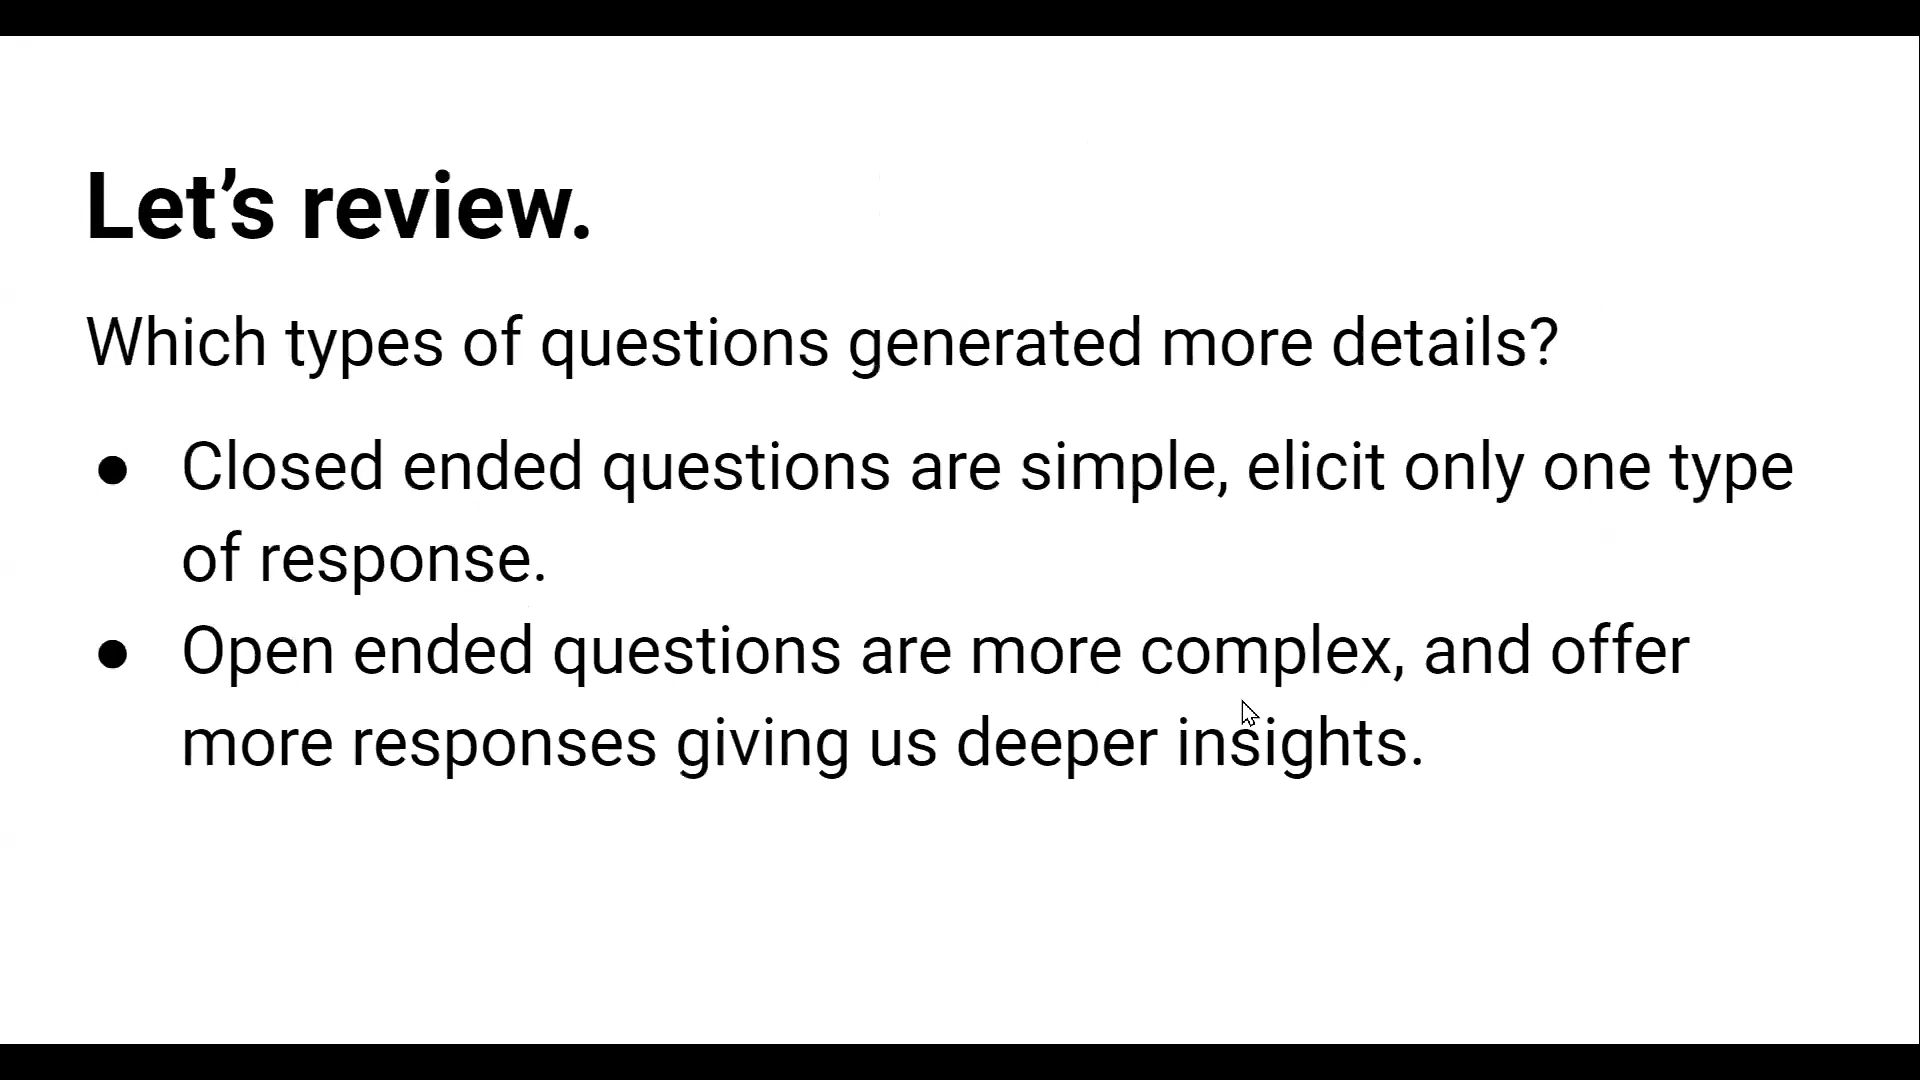 Let’s review.
Which types of questions generated more details?
● Closed ended questions are simple, elicit only one type
of response.
● Open ended questions are more complex, and offer
more responses giving us deeper insights.